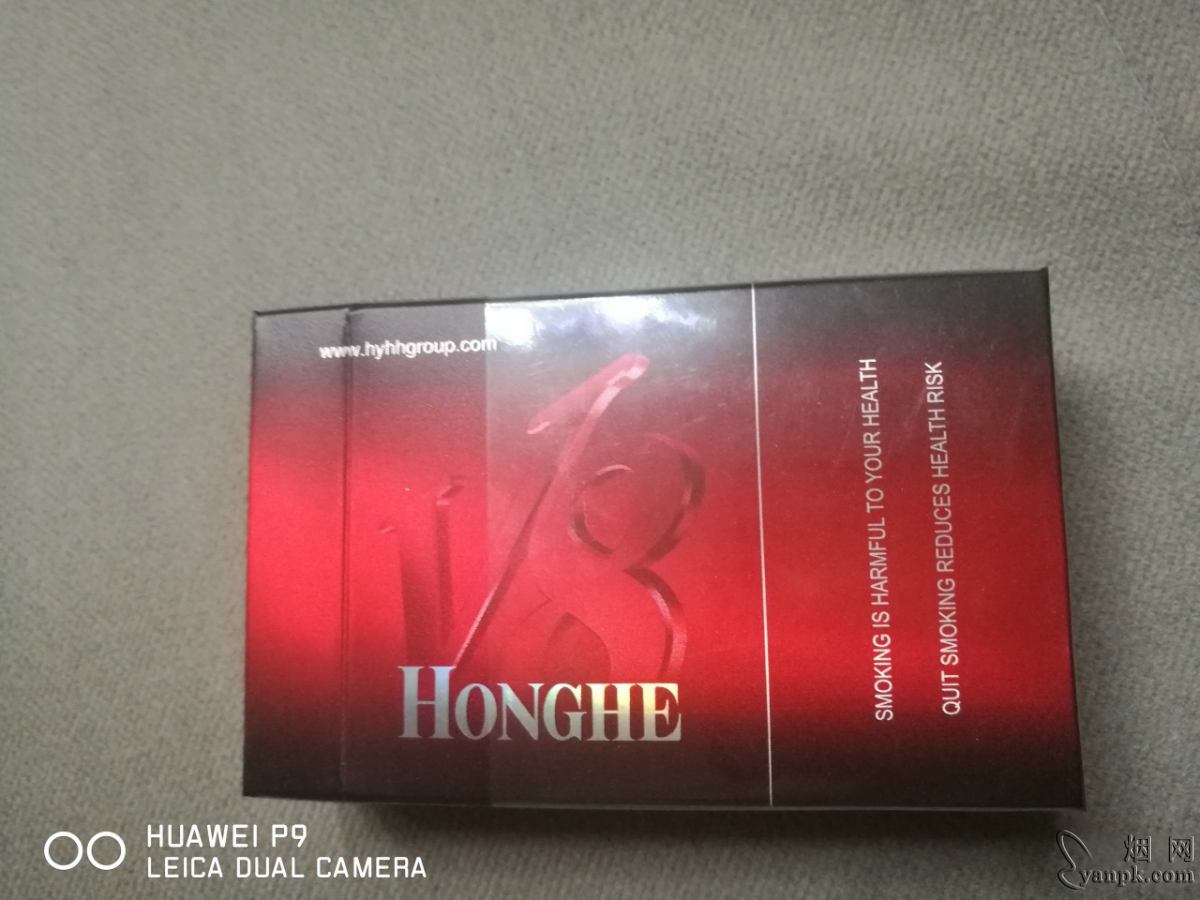 www.hyhhgroup.com
V8
HONGHE
SMOKING IS HARMFUL TO YOUR HEALTH
QUIT SMOKING REDUCES HEALTH RISK
HUAWEI P9
LEICA DUAL CAMERA
烟网
yanpk.com